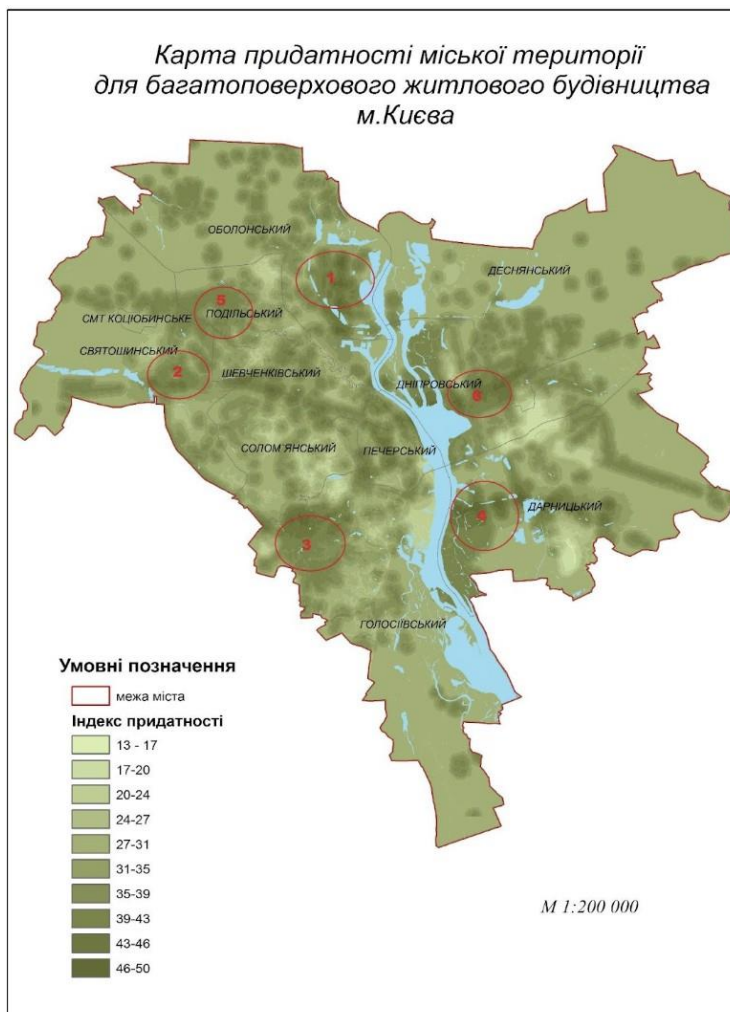 Карта придатності міської території
для багатоповерхового житлового будівництва
м.Києва
ОБОЛОНСЬКИЙ
ДЕСНЯНСЬКИЙ
1
5
ПОДІЛЬСЬКИЙ
СМТ КОЦЮБИНСЬКЕ
СВЯТОШИНСЬКИЙ
2
ШЕВЧЕНКІВСЬКИЙ
ДНІПРОВСЬКИЙ
6
СОЛОМ'ЯНСЬКИЙ
ПЕЧЕРСЬКИЙ
ДАРНИЦЬКИЙ
4
3
ГОЛОСІЇВСЬКИЙ
Умовні позначення
межа міста
Індекс придатності
13 - 17
17-20
20-24
24-27
27-31
31-35
35-39
39-43
43-46
46-50
М 1:200 000